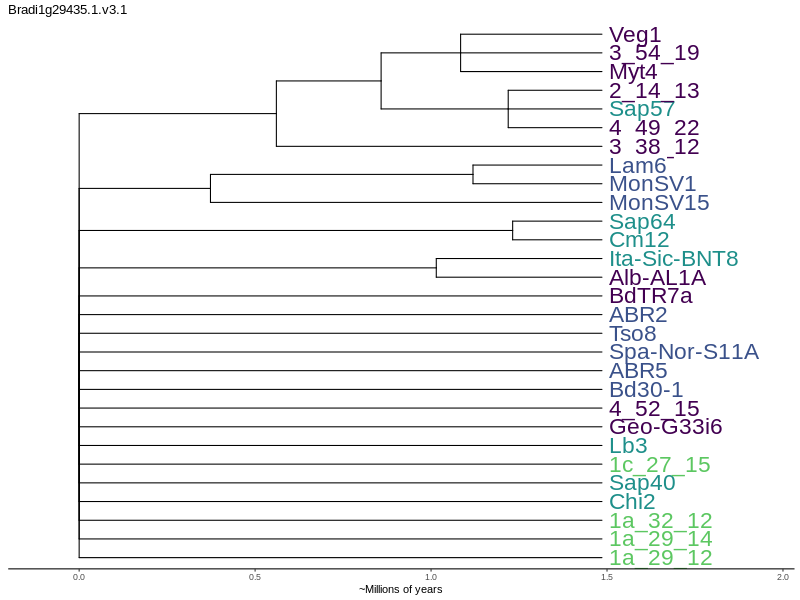 Bradi1g29435.1.v3.1
Veg1
3_54_19
Myt4
2_14_13
Sap57
4_49_22
3_38_12
Lam6
MonSV1
MonSV15
Sap64
Cm12
Ita-Sic-BNT8
Alb-AL1A
BdTR7a
ABR2
Tso8
Spa-Nor-S11A
ABR5
Bd30-1
4_52_15
Geo-G33i6
Lb3
1c_27_15
Sap40
Chi2
1a_32_12
1a_29_14
1a_29_12
0.0 0.5 1.0 1.5 2.0
~Millions of years